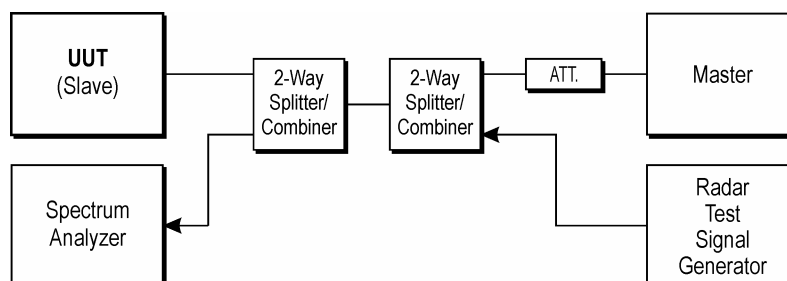 UUT
(Slave)
2-Way
Splitter/
Combiner
2-Way
Splitter/
Combiner
ATT.
Master
Spectrum
Analyzer
Radar
Test
Signal
Generator